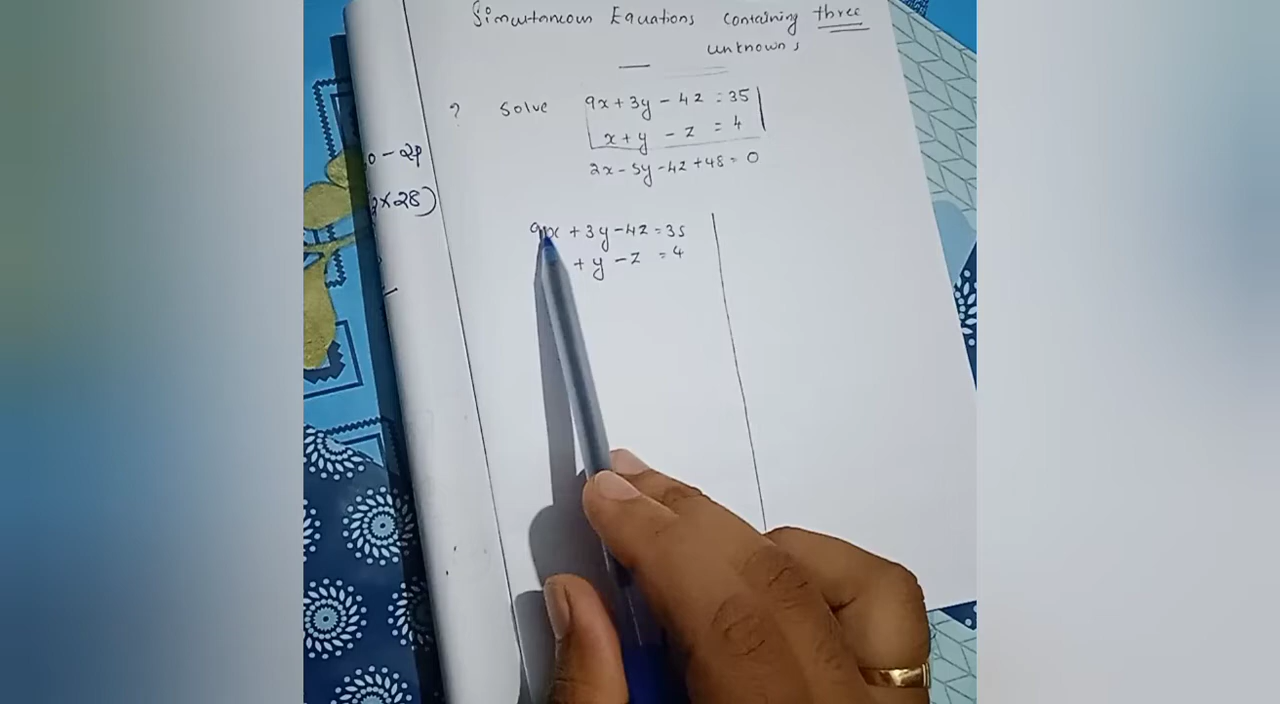 Simultaneous Equations containing three
unknowns
? Solve 9x + 3y - 4z = 35
x + y - z = 4
2x - 5y - 4z + 48 = 0
9x + 3y - 4z = 35
+ y - z = 4